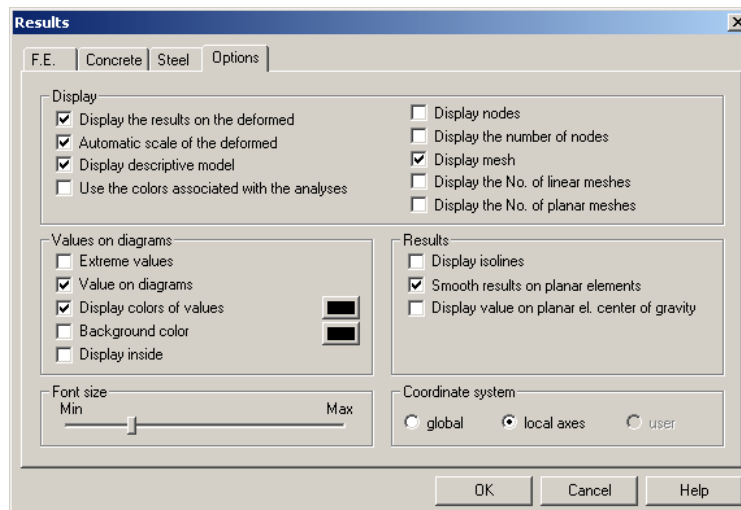 Results
F.E. Concrete Steel Options
Display
Display the results on the deformed
Automatic scale of the deformed
Display descriptive model
Use the colors associated with the analyses
Display nodes
Display the number of nodes
Display mesh
Display the No. of linear meshes
Display the No. of planar meshes
Values on diagrams
Extreme values
Value on diagrams
Display colors of values
Background color
Display inside
Results
Display isolines
Smooth results on planar elements
Display value on planar el. center of gravity
Font size
Min Max
Coordinate system
global local axes user
OK Cancel Help